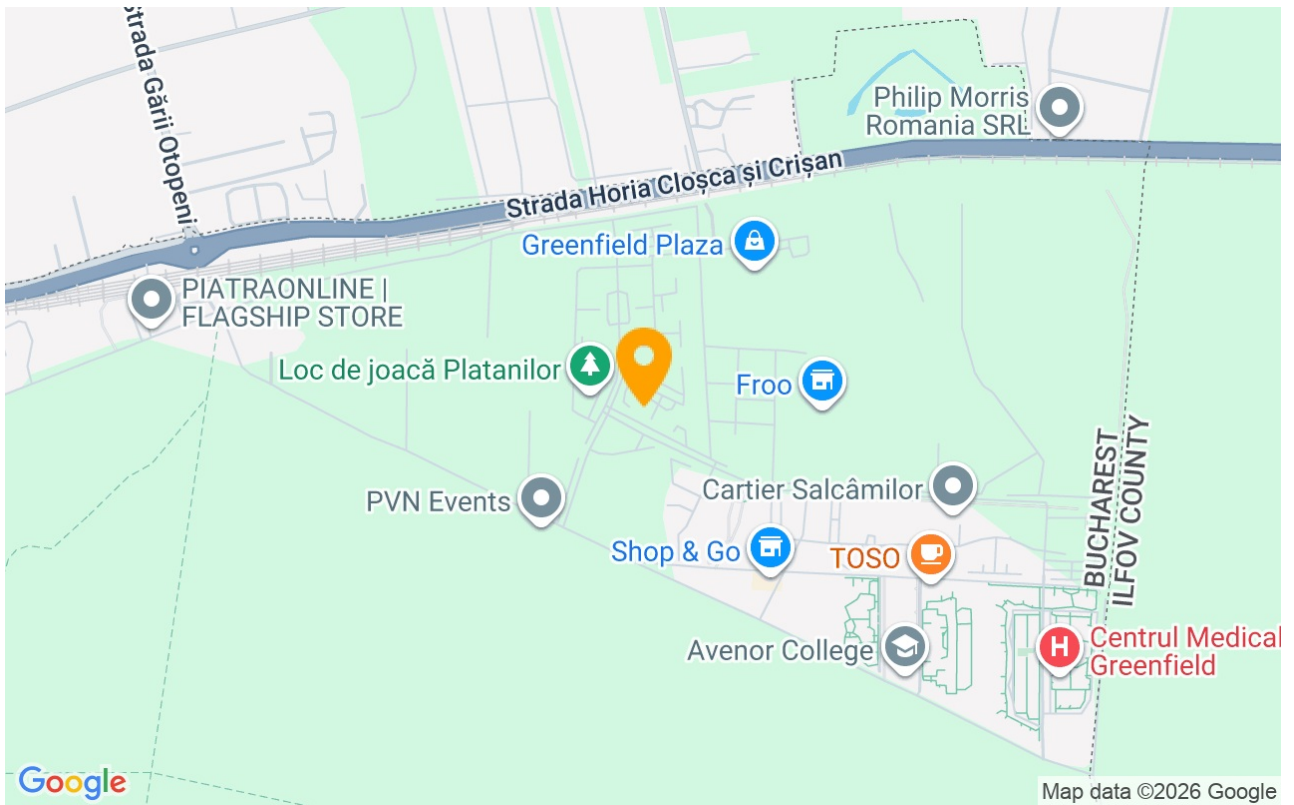 Strada Gării Otopeni
Philip Morris
Romania SRL
Strada Horia Cloșca și Crișan
Greenfield Plaza
PIATRAONLINE |
FLAGSHIP STORE
Loc de joacă Platanilor
Froo
BUCHAREST
ILFOV COUNTY
Cartier Salcâmilor
PVN Events
Shop & Go
TOSO
Avenor College
H
Centrul Medical
Greenfield
Google
Map data ©2026 Google